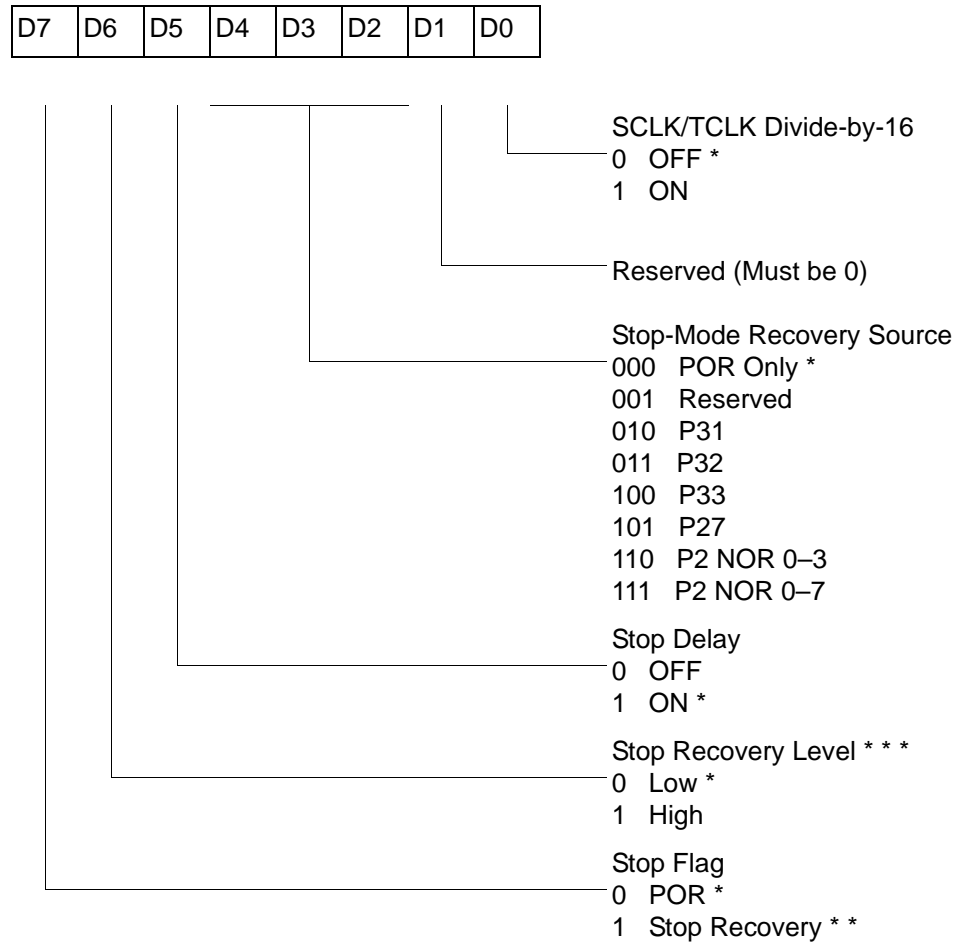 D7 D6 D5 D4 D3 D2 D1 D0
SCLK/TCLK Divide-by-16
0 OFF *
1 ON
Reserved (Must be 0)
Stop-Mode Recovery Source
000 POR Only *
001 Reserved
010 P31
011 P32
100 P33
101 P27
110 P2 NOR 0–3
111 P2 NOR 0–7
Stop Delay
0 OFF
1 ON *
Stop Recovery Level * * *
0 Low *
1 High
Stop Flag
0 POR *
1 Stop Recovery * *